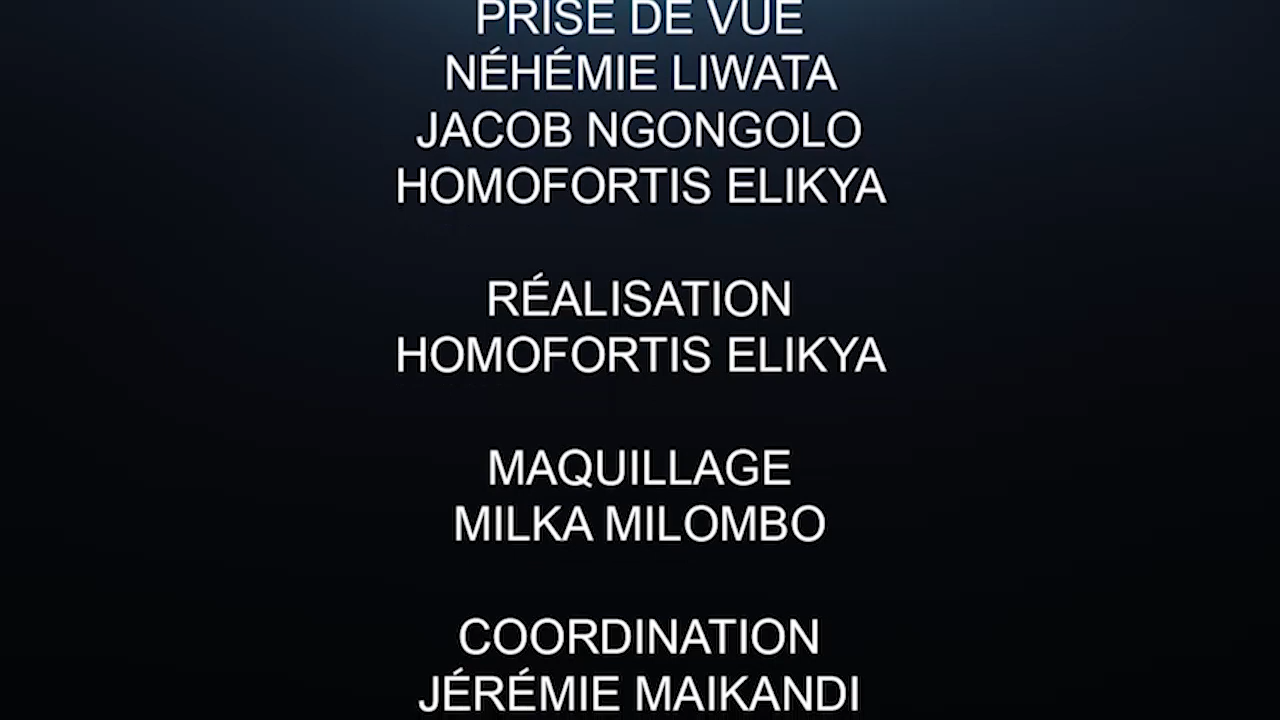 PRISE DE VUE
NÉHÉMIE LIWATA
JACOB NGONGOLO
HOMOFORTIS ELIKYA
RÉALISATION
HOMOFORTIS ELIKYA
MAQUILLAGE
MILKA MILOMBO
COORDINATION
JÉRÉMIE MAIKANDI